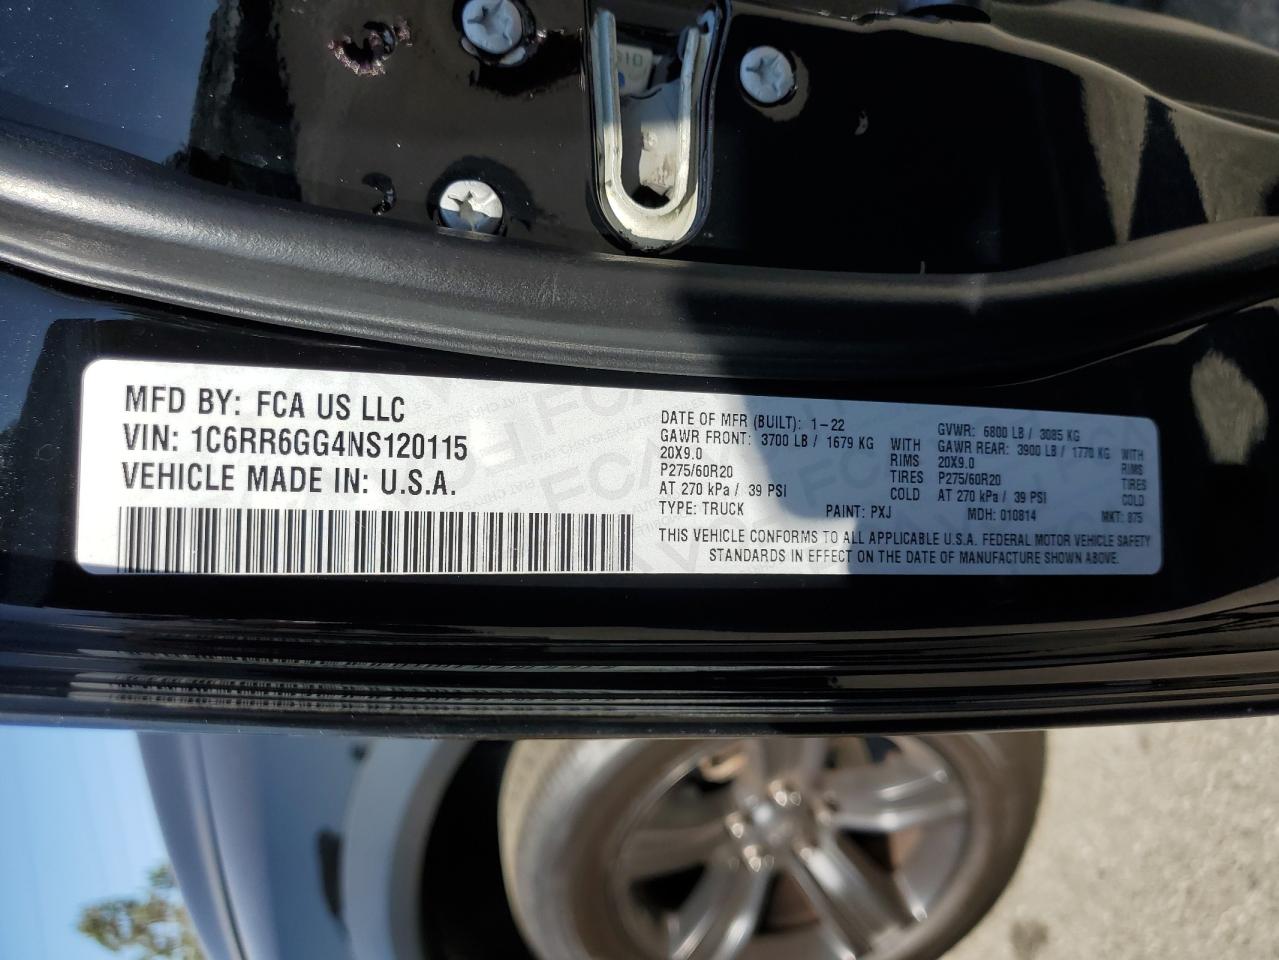 MFD BY: FCA US LLC
VIN: 1C6RR6GG4NS120115
VEHICLE MADE IN: U.S.A.
DATE OF MFR (BUILT): 1-22 GVWR: 6800 LB / 3085 KG
GAWR FRONT: 3700 LB / 1679 KG WITH GAWR REAR: 3900 LB / 1770 KG WITH
20X9.0 RIMS 20X9.0 RIMS
P275/60R20 TIRES P275/60R20 TIRES
AT 270 kPa / 39 PSI COLD AT 270 kPa / 39 PSI COLD
TYPE: TRUCK PAINT: PXJ MDH: 010814 MKT: 875
THIS VEHICLE CONFORMS TO ALL APPLICABLE U.S.A. FEDERAL MOTOR VEHICLE SAFETY
STANDARDS IN EFFECT ON THE DATE OF MANUFACTURE SHOWN ABOVE.